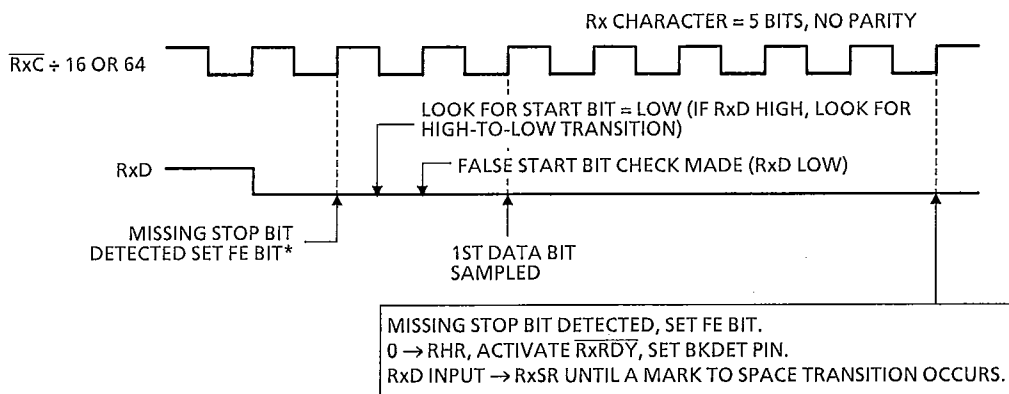 Rx CHARACTER = 5 BITS, NO PARITY
RxC ÷ 16 OR 64
LOOK FOR START BIT = LOW (IF RxD HIGH, LOOK FOR
HIGH-TO-LOW TRANSITION)
RxD
FALSE START BIT CHECK MADE (RxD LOW)
MISSING STOP BIT
DETECTED SET FE BIT*
1ST DATA BIT
SAMPLED
MISSING STOP BIT DETECTED, SET FE BIT.
0 → RHR, ACTIVATE RxRDY, SET BKDET PIN.
RxD INPUT → RxSR UNTIL A MARK TO SPACE TRANSITION OCCURS.